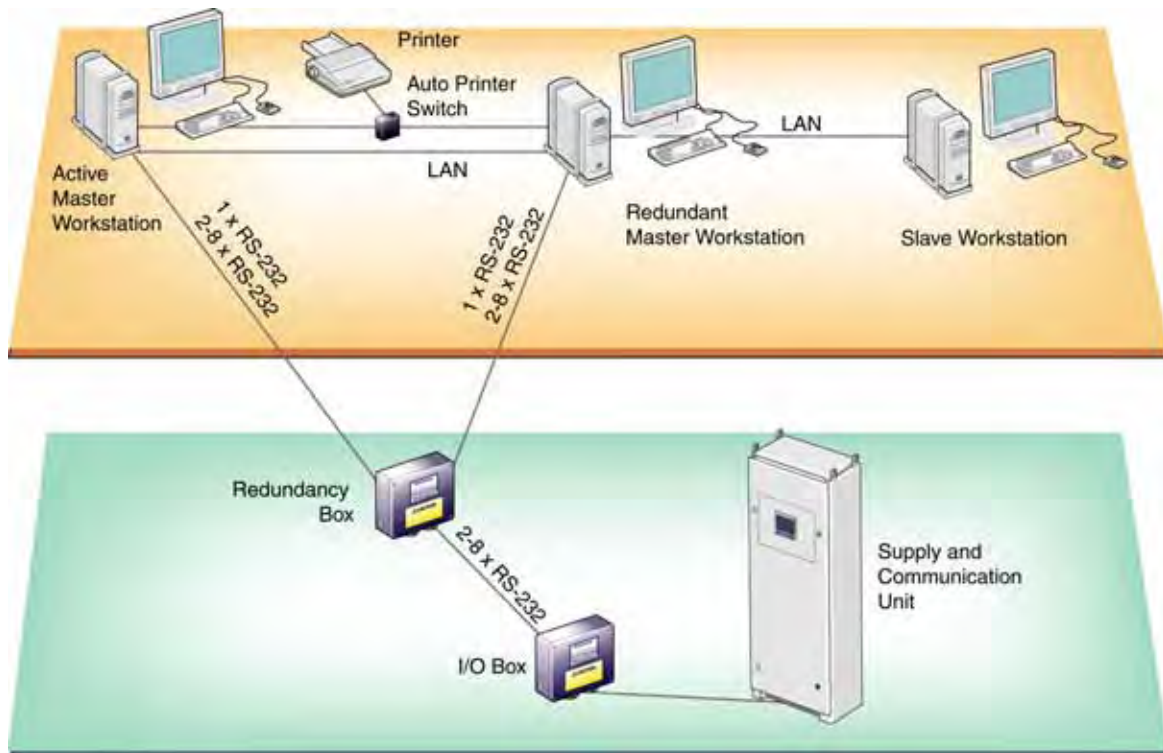 Printer
Auto Printer
Switch
LAN
LAN
Active
Master
Workstation
Redundant
Master Workstation
Slave Workstation
1 x RS-232
2-8 x RS-232
1 x RS-232
2-8 x RS-232
Redundancy
Box
2-8 x RS-232
Supply and
Communication
Unit
I/O Box